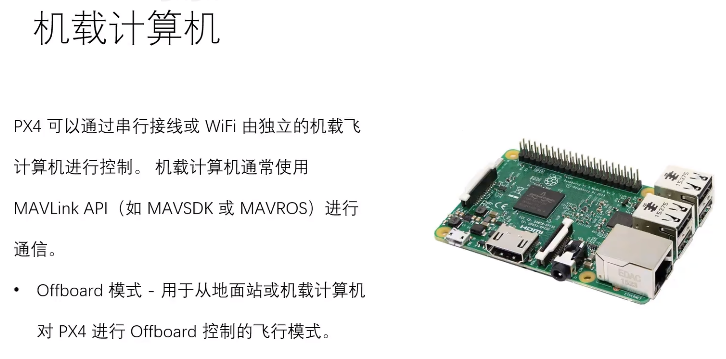 机载计算机
PX4 可以通过串行接线或 WiFi 由独立的机载飞
计算机进行控制。 机载计算机通常使用
MAVLink API（如 MAVSDK 或 MAVROS）进行
通信。
• Offboard 模式 - 用于从地面站或机载计算机
对 PX4 进行 Offboard 控制的飞行模式。
HDMI